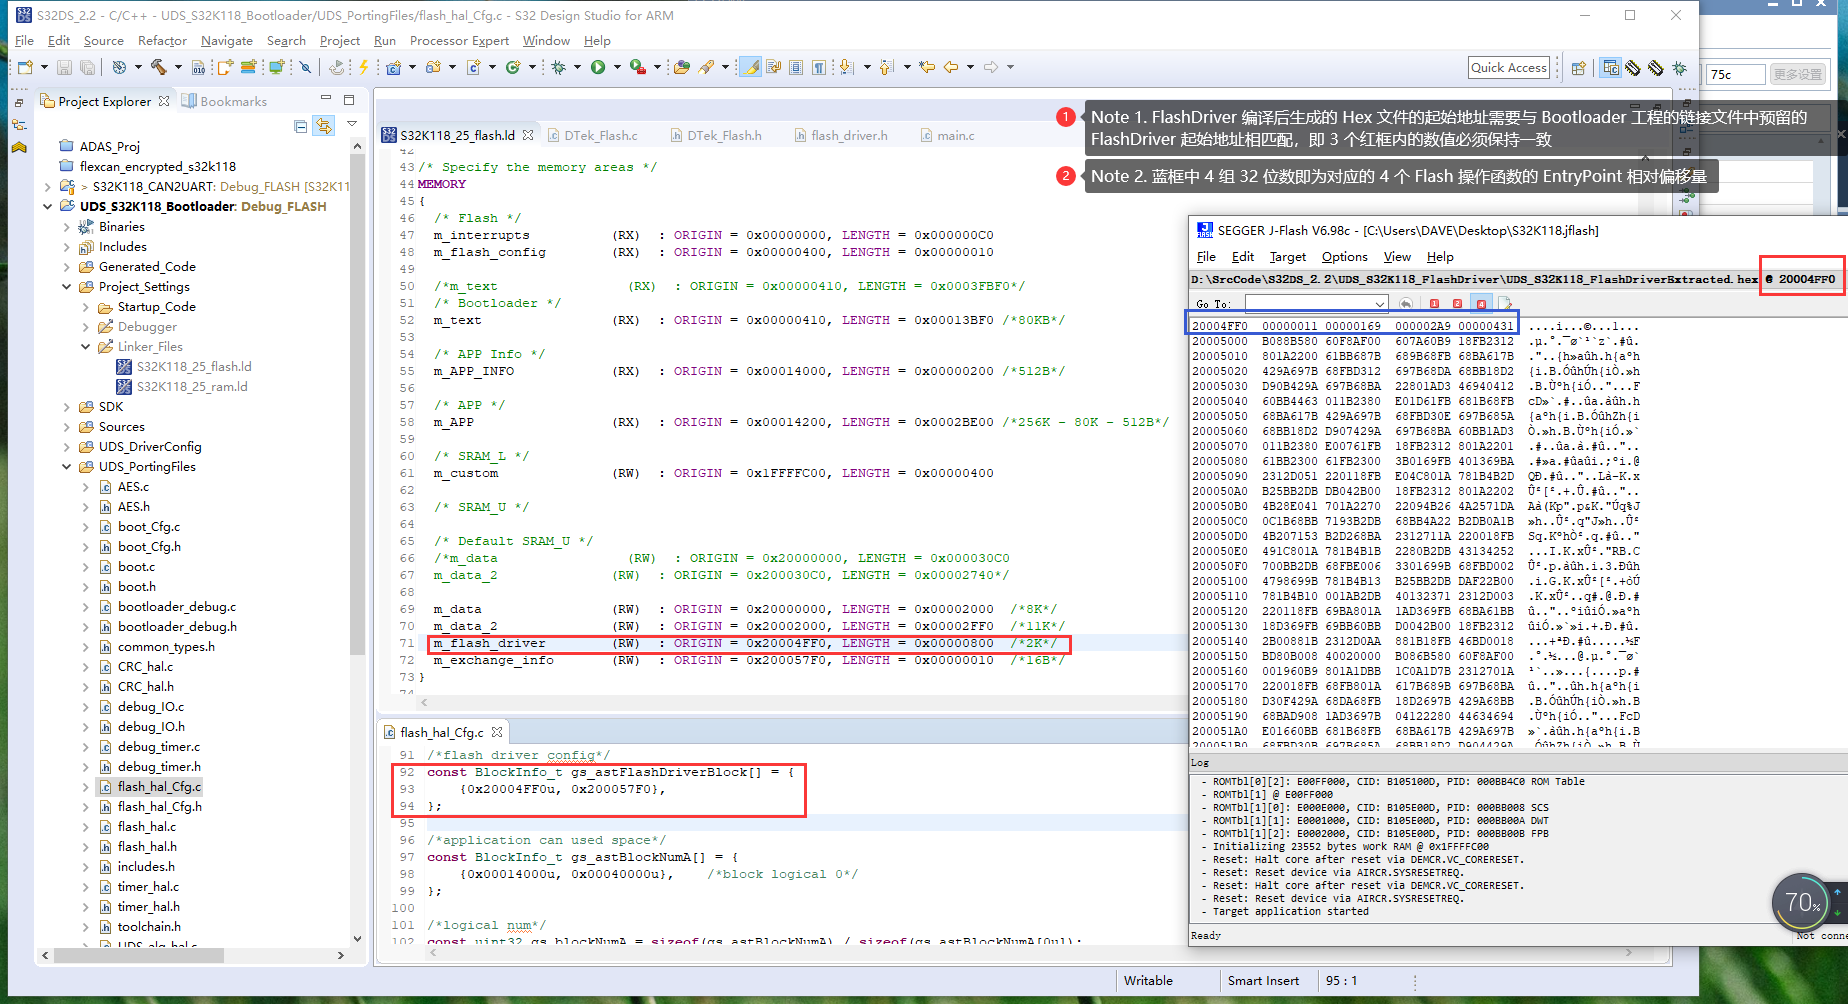 S32DS_2.2 - C/C++ - UDS_S32K118_Bootloader/UDS_PortingFiles/flash_hal_Cfg.c - S32 Design Studio for ARM
File Edit Source Refactor Navigate Search Project Run Processor Expert Window Help
Quick Access
75c
更多设置
Project Explorer
Bookmarks
ADAS_Proj
flexcan_encrypted_s32k118
> S32K118_CAN2UART: Debug_FLASH [S32K11
UDS_S32K118_Bootloader: Debug_FLASH
Binaries
Includes
Generated_Code
Project_Settings
Startup_Code
Debugger
Linker_Files
S32K118_25_flash.ld
S32K118_25_ram.ld
SDK
Sources
UDS_DriverConfig
UDS_PortingFiles
AES.c
AES.h
boot_Cfg.c
boot_Cfg.h
boot.c
boot.h
bootloader_debug.c
bootloader_debug.h
common_types.h
CRC_hal.c
CRC_hal.h
debug_IO.c
debug_IO.h
debug_timer.c
debug_timer.h
flash_hal_Cfg.c
flash_hal_Cfg.h
flash_hal.c
flash_hal.h
includes.h
timer_hal.c
timer_hal.h
toolchain.h
UDS_alg_hal.c
S32K118_25_flash.ld
DTek_Flash.c
DTek_Flash.h
flash_driver.h
main.c
42
43 /* Specify the memory areas */
44 MEMORY
45 {
46 /* Flash */
47 m_interrupts (RX) : ORIGIN = 0x00000000, LENGTH = 0x000000C0
48 m_flash_config (RX) : ORIGIN = 0x00000400, LENGTH = 0x00000010
49
50 /*m_text (RX) : ORIGIN = 0x00000410, LENGTH = 0x0003FBF0*/
51 /* Bootloader */
52 m_text (RX) : ORIGIN = 0x00000410, LENGTH = 0x00013BF0 /*80KB*/
53
54 /* APP Info */
55 m_APP_INFO (RX) : ORIGIN = 0x00014000, LENGTH = 0x00000200 /*512B*/
56
57 /* APP */
58 m_APP (RX) : ORIGIN = 0x00014200, LENGTH = 0x0002BE00 /*256K - 80K - 512B*/
59
60 /* SRAM_L */
61 m_custom (RW) : ORIGIN = 0x1FFFFC00, LENGTH = 0x00000400
62
63 /* SRAM_U */
64
65 /* Default SRAM_U */
66 /*m_data (RW) : ORIGIN = 0x20000000, LENGTH = 0x000030C0
67 m_data_2 (RW) : ORIGIN = 0x200030C0, LENGTH = 0x00002740*/
68
69 m_data (RW) : ORIGIN = 0x20000000, LENGTH = 0x00002000 /*8K*/
70 m_data_2 (RW) : ORIGIN = 0x20002000, LENGTH = 0x00002FF0 /*11K*/
71 m_flash_driver (RW) : ORIGIN = 0x20004FF0, LENGTH = 0x00000800 /*2K*/
72 m_exchange_info (RW) : ORIGIN = 0x200057F0, LENGTH = 0x00000010 /*16B*/
73 }
74
flash_hal_Cfg.c
91 /*flash driver config*/
92 const BlockInfo_t gs_astFlashDriverBlock[] = {
93 {0x20004FF0u, 0x200057F0},
94 };
95
96 /*application can used space*/
97 const BlockInfo_t gs_astBlockNumA[] = {
98 {0x00014000u, 0x00040000u}, /*block logical 0*/
99 };
100
101 /*logical num*/
102 const uint32 gs_blockNumA = sizeof(gs_astBlockNumA) / sizeof(gs_astBlockNumA[0u]);
Writable
Smart Insert
95 : 1
1 Note 1. FlashDriver 编译后生成的 Hex 文件的起始地址需要与 Bootloader 工程的链接文件中预留的
FlashDriver 起始地址相匹配，即 3 个红框内的数值必须保持一致
2 Note 2. 蓝框中 4 组 32 位数即为对应的 4 个 Flash 操作函数的 EntryPoint 相对偏移量
SEGGER J-Flash V6.98c - [C:\Users\DAVE\Desktop\S32K118.jflash]
File Edit Target Options View Help
D:\SrcCode\S32DS_2.2\UDS_S32K118_FlashDriver\UDS_S32K118_FlashDriverExtracted.hex @ 20004FF0
Go To:
1 2 4
20004FF0 00000011 00000169 000002A9 00000431
20005000 B088B580 60F8AF00 607A60B9 18FB2312
20005010 801A2200 61BB687B 689B68FB 68BA617B
20005020 429A697B 68FBD312 697B68DA 68BB18D2
20005030 D90B429A 697B68BA 22801AD3 46940412
20005040 60BB4463 011B2380 E01D61FB 681B68FB
20005050 68BA617B 429A697B 68FBD30E 697B685A
20005060 68BB18D2 D907429A 697B68BA 60BB1AD3
20005070 011B2380 E00761FB 18FB2312 801A2201
20005080 61BB2300 61FB2300 3B0169FB 401369BA
20005090 2312D051 220118FB E04C801A 781B4B2D
200050A0 B25BB2DB DB042B00 18FB2312 801A2202
200050B0 4B28E041 701A2270 22094B26 4A2571DA
200050C0 0C1B68BB 7193B2DB 68BB4A22 B2DB0A1B
200050D0 4B207153 B2D268BA 2312711A 220018FB
200050E0 491C801A 781B4B1B 2280B2DB 43134252
200050F0 700BB2DB 68FBE006 3301699B 68FBD002
20005100 4798699B 781B4B13 B25BB2DB DAF22B00
20005110 781B4B10 001AB2DB 40132371 2312D003
20005120 220118FB 69BA801A 1AD369FB 68BA61BB
20005130 18D369FB 69BB60BB D0042B00 18FB2312
20005140 2B00881B 2312D0AA 881B18FB 46BD0018
20005150 BD80B008 40020000 B086B580 60F8AF00
20005160 001960B9 801A1DBB 1C0A1D7B 2312701A
20005170 220018FB 68FB801A 617B689B 697B68BA
20005180 D30F429A 68DA68FB 18D2697B 429A68BB
20005190 68BAD908 1AD3697B 04122280 44634694
200051A0 E01660BB 681B68FB 68BA617B 429A697B
200051B0 68FBD30B 697B685A 68BB18D2 D904429A
Log
- ROMTbl[0][2]: E00FF000, CID: B105100D, PID: 000BB4C0 ROM Table
- ROMTbl[1] @ E00FF000
- ROMTbl[1][0]: E000E000, CID: B105E00D, PID: 000BB008 SCS
- ROMTbl[1][1]: E0001000, CID: B105E00D, PID: 000BB00A DWT
- ROMTbl[1][2]: E0002000, CID: B105E00D, PID: 000BB00B FPB
- Initializing 23552 bytes work RAM @ 0x1FFFFC00
- Reset: Halt core after reset via DEMCR.VC_CORERESET.
- Reset: Reset device via AIRCR.SYSRESETREQ.
- Reset: Halt core after reset via DEMCR.VC_CORERESET.
- Reset: Reset device via AIRCR.SYSRESETREQ.
- Target application started
Ready
Not conne
70%